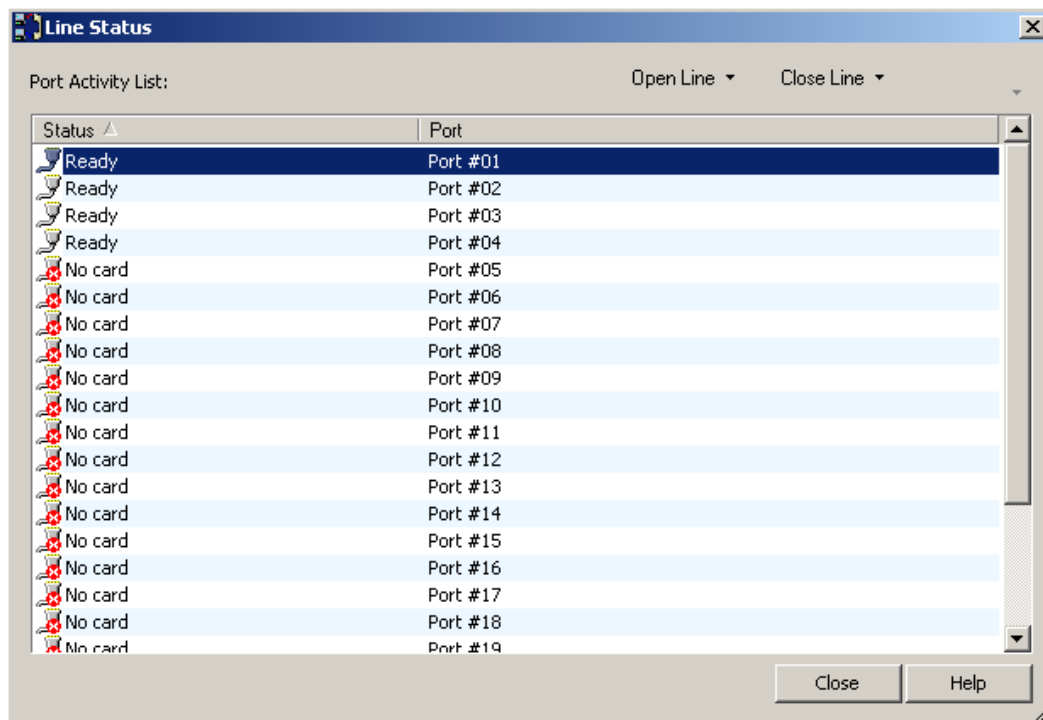 Line Status
Port Activity List: Open Line Close Line
Status Port
Ready Port #01
Ready Port #02
Ready Port #03
Ready Port #04
No card Port #05
No card Port #06
No card Port #07
No card Port #08
No card Port #09
No card Port #10
No card Port #11
No card Port #12
No card Port #13
No card Port #14
No card Port #15
No card Port #16
No card Port #17
No card Port #18
No card Port #19
Close Help